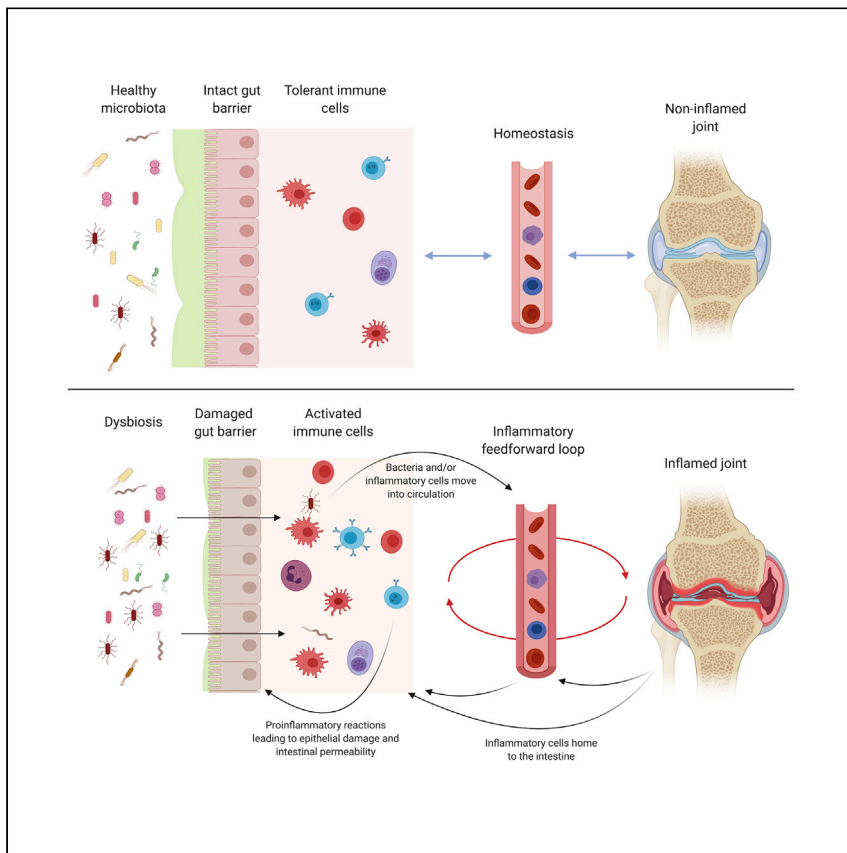 Healthy
microbiota
Intact gut
barrier
Tolerant immune
cells
Homeostasis
Non-inflamed
joint
Dysbiosis
Damaged
gut barrier
Activated
immune cells
Inflammatory
feedforward loop
Inflamed joint
Bacteria and/or
inflammatory cells move
into circulation
Proinflammatory reactions
leading to epithelial damage and
intestinal permeability
Inflammatory cells home
to the intestine